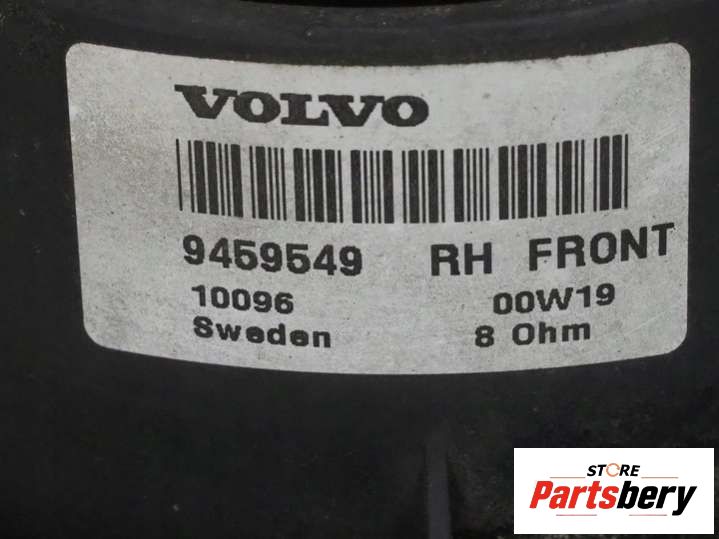 VOLVO
9459549 RH FRONT
10096 00W19
Sweden 8 Ohm
STORE
Partsbery